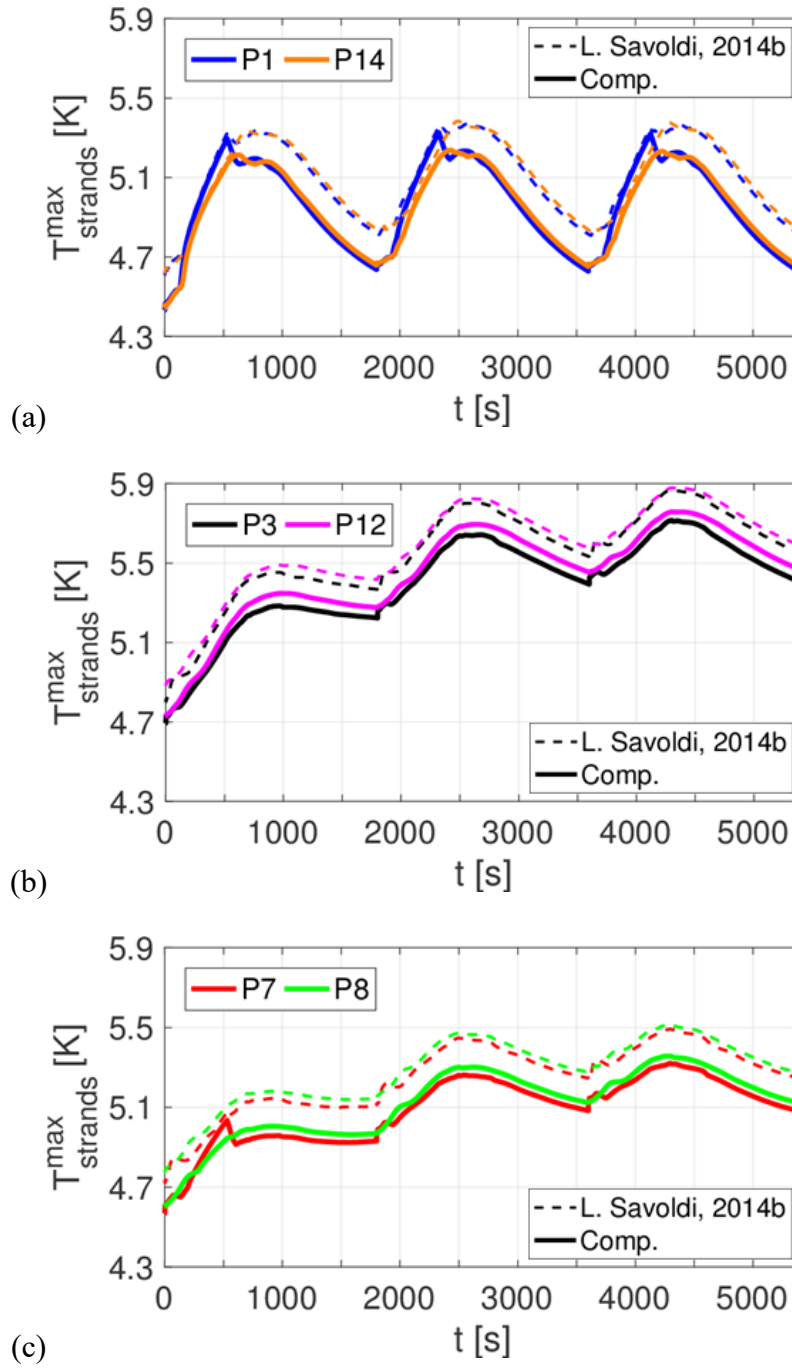 5.9
P1 P14
L. Savoldi, 2014b
Comp.
5.5
5.1
4.7
4.3
T^max_strands [K]
0 1000 2000 3000 4000 5000
t [s]
(a)
5.9
P3 P12
5.5
5.1
4.7
4.3
T^max_strands [K]
L. Savoldi, 2014b
Comp.
0 1000 2000 3000 4000 5000
t [s]
(b)
5.9
P7 P8
5.5
5.1
4.7
4.3
T^max_strands [K]
L. Savoldi, 2014b
Comp.
0 1000 2000 3000 4000 5000
t [s]
(c)